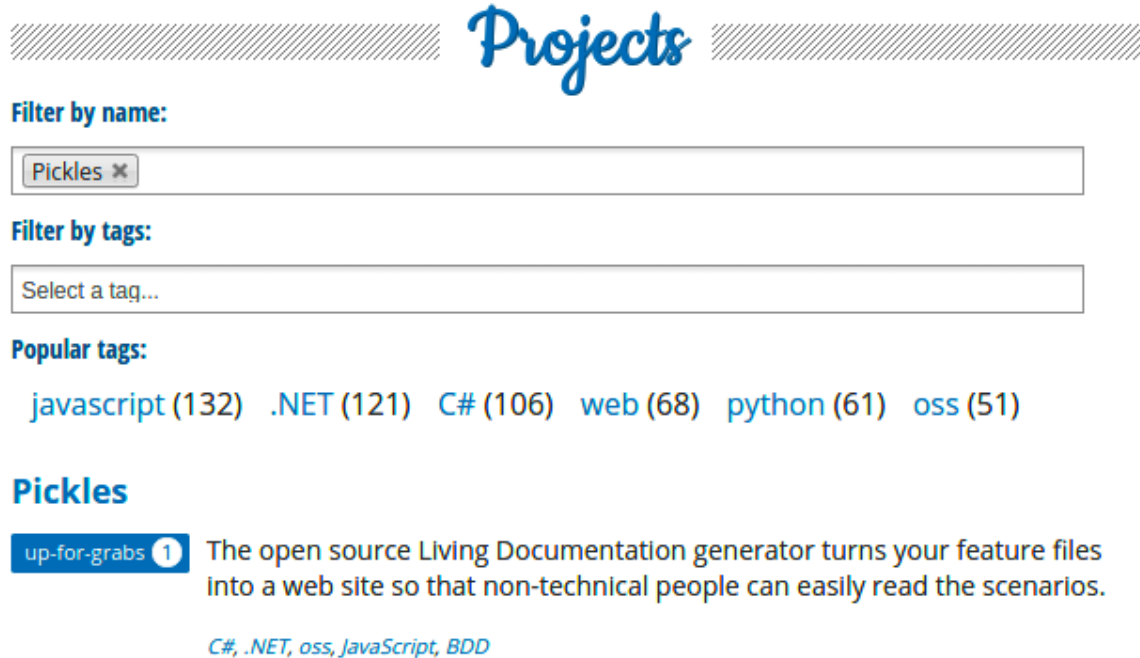 Projects
Filter by name:
Pickles ✖
Filter by tags:
Select a tag...
Popular tags:
javascript (132) .NET (121) C# (106) web (68) python (61) oss (51)
Pickles
up-for-grabs 1 The open source Living Documentation generator turns your feature files
into a web site so that non-technical people can easily read the scenarios.
C#, .NET, oss, JavaScript, BDD